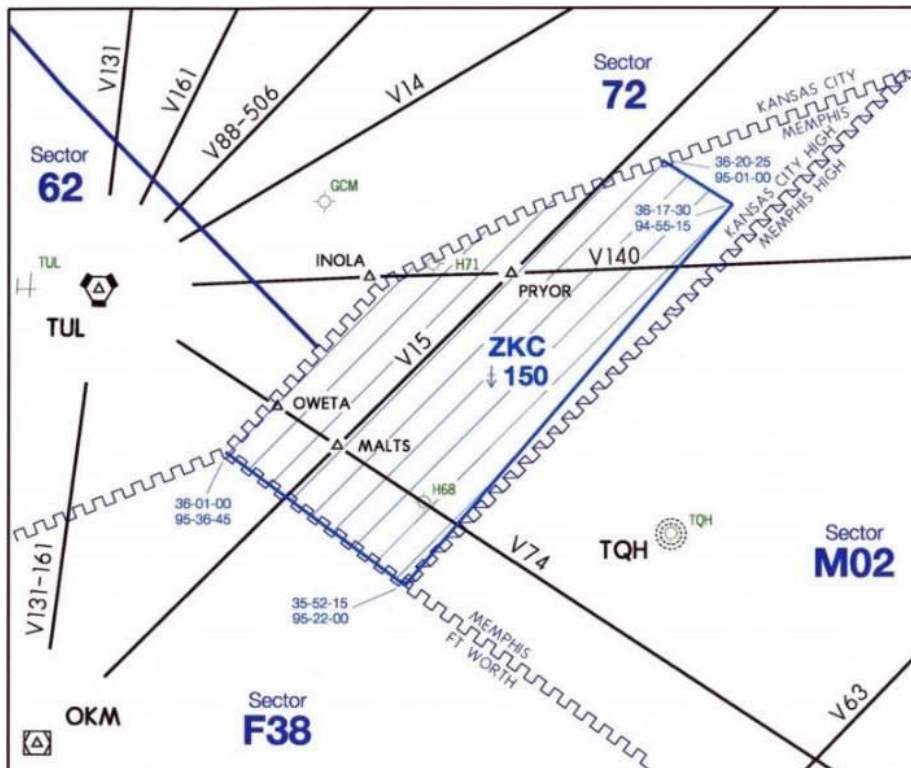 V131
V161
V88-506
V14
Sector
72
KANSAS CITY
MEMPHIS
KANSAS CITY HIGH
MEMPHIS HIGH
Sector
62
GCM
36-20-25
95-01-00
36-17-30
94-55-15
TUL
TUL
INOLA
H71
PRYOR
V140
V15
ZKC
↓ 150
OWETA
MALTS
36-01-00
95-36-45
H68
TQH
TQH
Sector
M02
V74
V131-161
35-52-15
95-22-00
MEMPHIS
FT WORTH
OKM
Sector
F38
V63